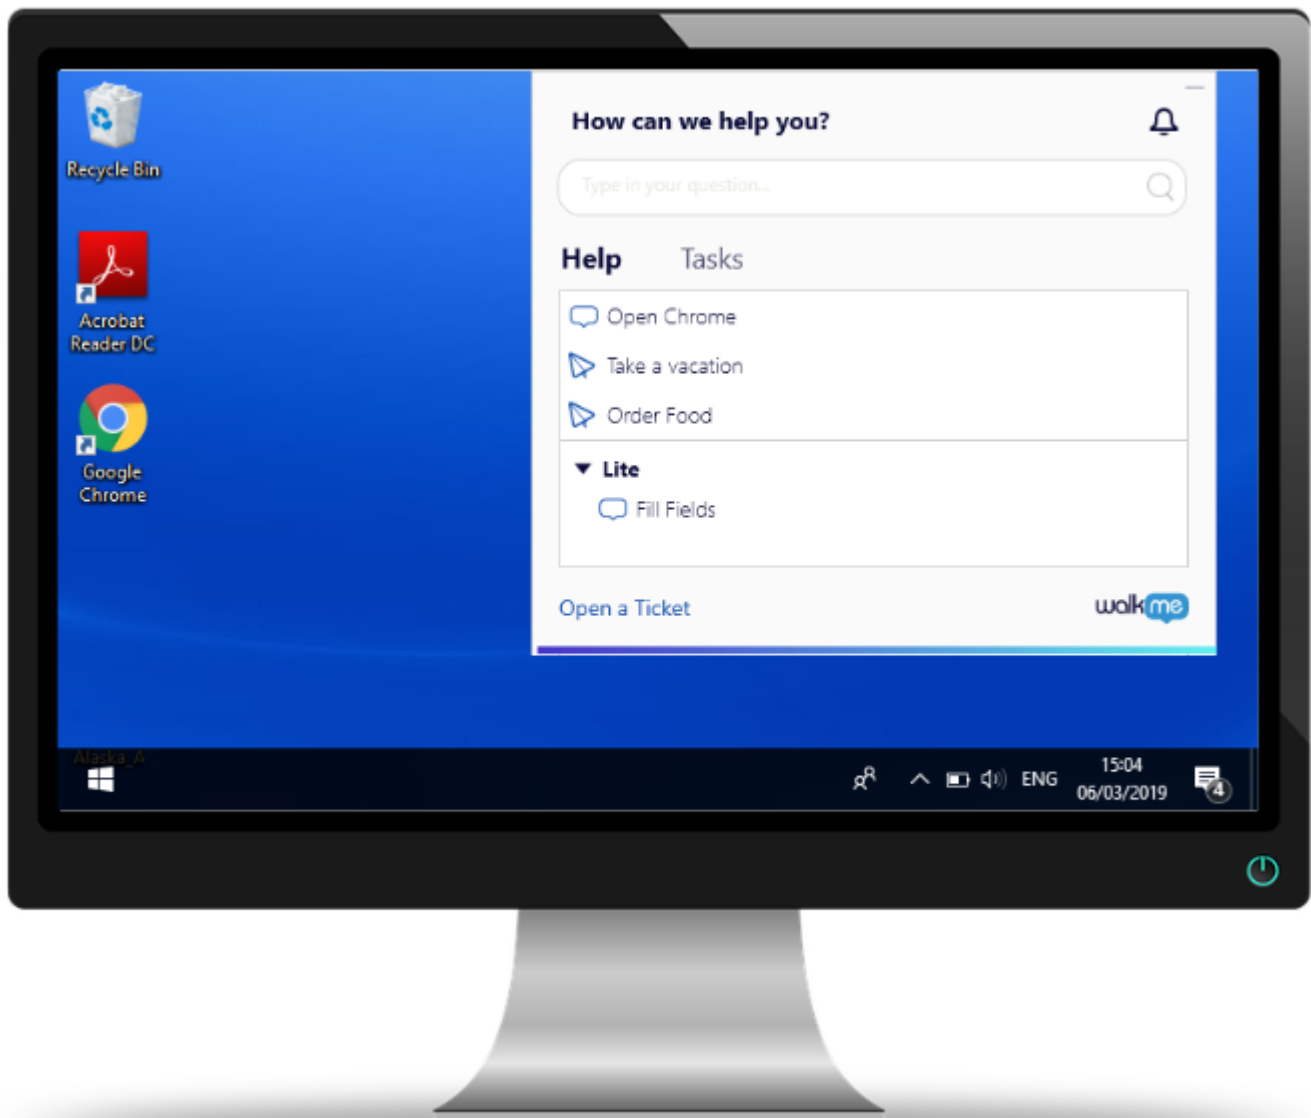 Recycle Bin
Acrobat
Reader DC
Google
Chrome
How can we help you?
Type in your question...
Help Tasks
Open Chrome
Take a vacation
Order Food
Lite
Fill Fields
Open a Ticket
walkme
Alaska_A
ENG
15:04
06/03/2019
4